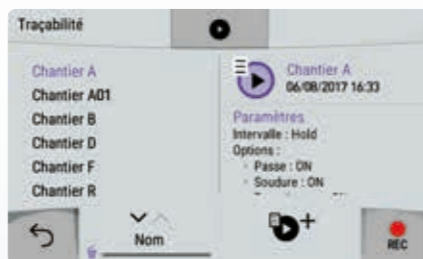 Traçabilité
Chantier A
Chantier A01
Chantier B
Chantier D
Chantier F
Chantier R
Chantier A
06/08/2017 16:33
Paramètres
Intervalle : Hold
Options :
- Passe : ON
- Soudure : ON
Nom
REC